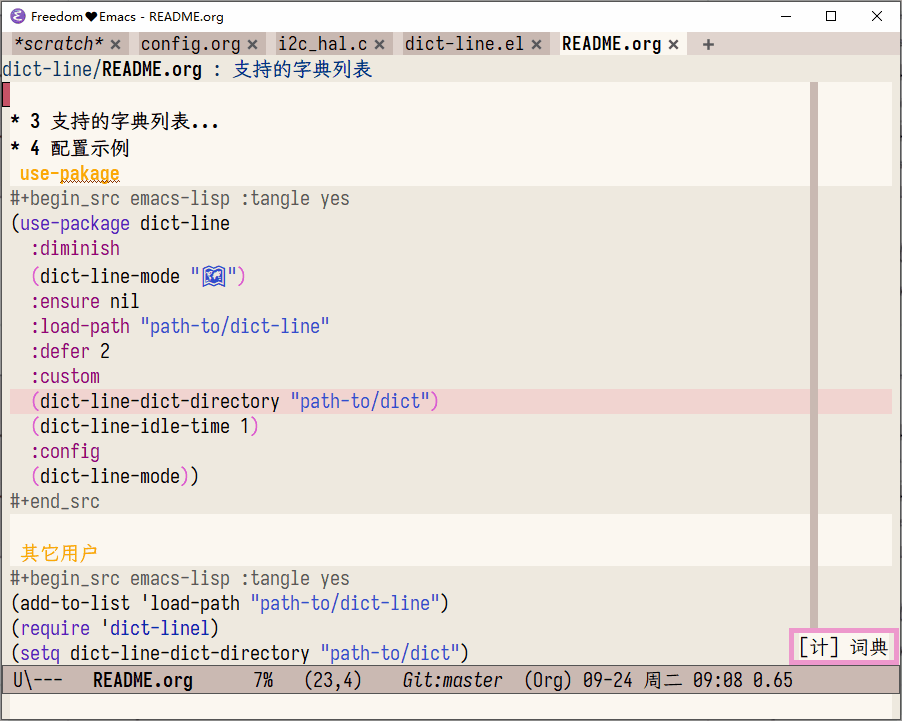 Freedom♥Emacs - README.org
*scratch* × config.org × i2c_hal.c × dict-line.el × README.org × +
dict-line/README.org : 支持的字典列表
* 3 支持的字典列表...
* 4 配置示例
use-pakage
#+begin_src emacs-lisp :tangle yes
(use-package dict-line
  :diminish
  (dict-line-mode "🗺")
  :ensure nil
  :load-path "path-to/dict-line"
  :defer 2
  :custom
  (dict-line-dict-directory "path-to/dict")
  (dict-line-idle-time 1)
  :config
  (dict-line-mode))
#+end_src
其它用户
#+begin_src emacs-lisp :tangle yes
(add-to-list 'load-path "path-to/dict-line")
(require 'dict-linel)
(setq dict-line-dict-directory "path-to/dict")
[计] 词典
U\--- README.org 7% (23,4) Git:master (Org) 09-24 周二 09:08 0.65